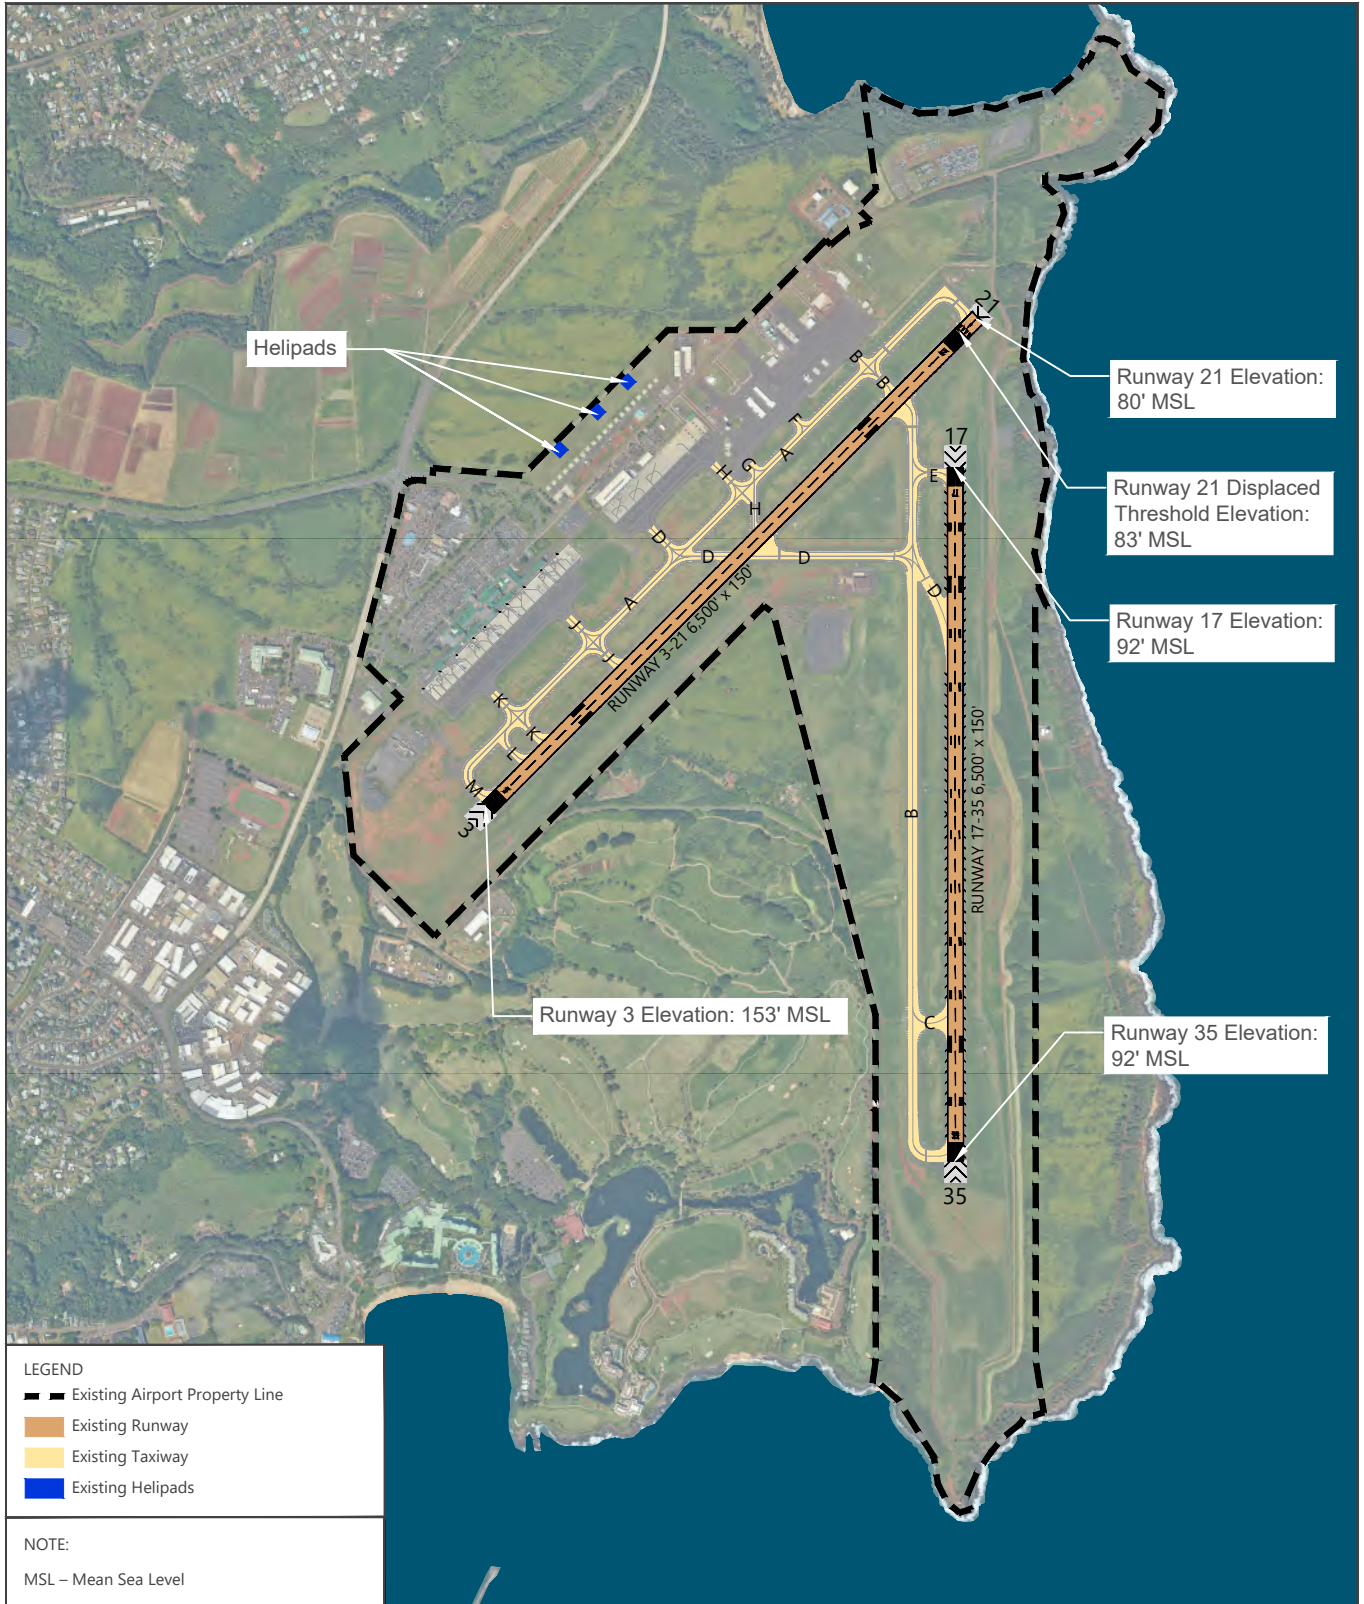 21
Helipads
Runway 21 Elevation:
80' MSL
B
B
F
17
A
G
H
E
Runway 21 Displaced
Threshold Elevation:
83' MSL
H
D
D
D
D
A
Runway 17 Elevation:
92' MSL
J
J
RUNWAY 3-21 6,500' x 150'
K
K
L
M
3
B
RUNWAY 17-35 6,500' x 150'
Runway 3 Elevation: 153' MSL
C
Runway 35 Elevation:
92' MSL
35
LEGEND
Existing Airport Property Line
Existing Runway
Existing Taxiway
Existing Helipads
NOTE:
MSL – Mean Sea Level